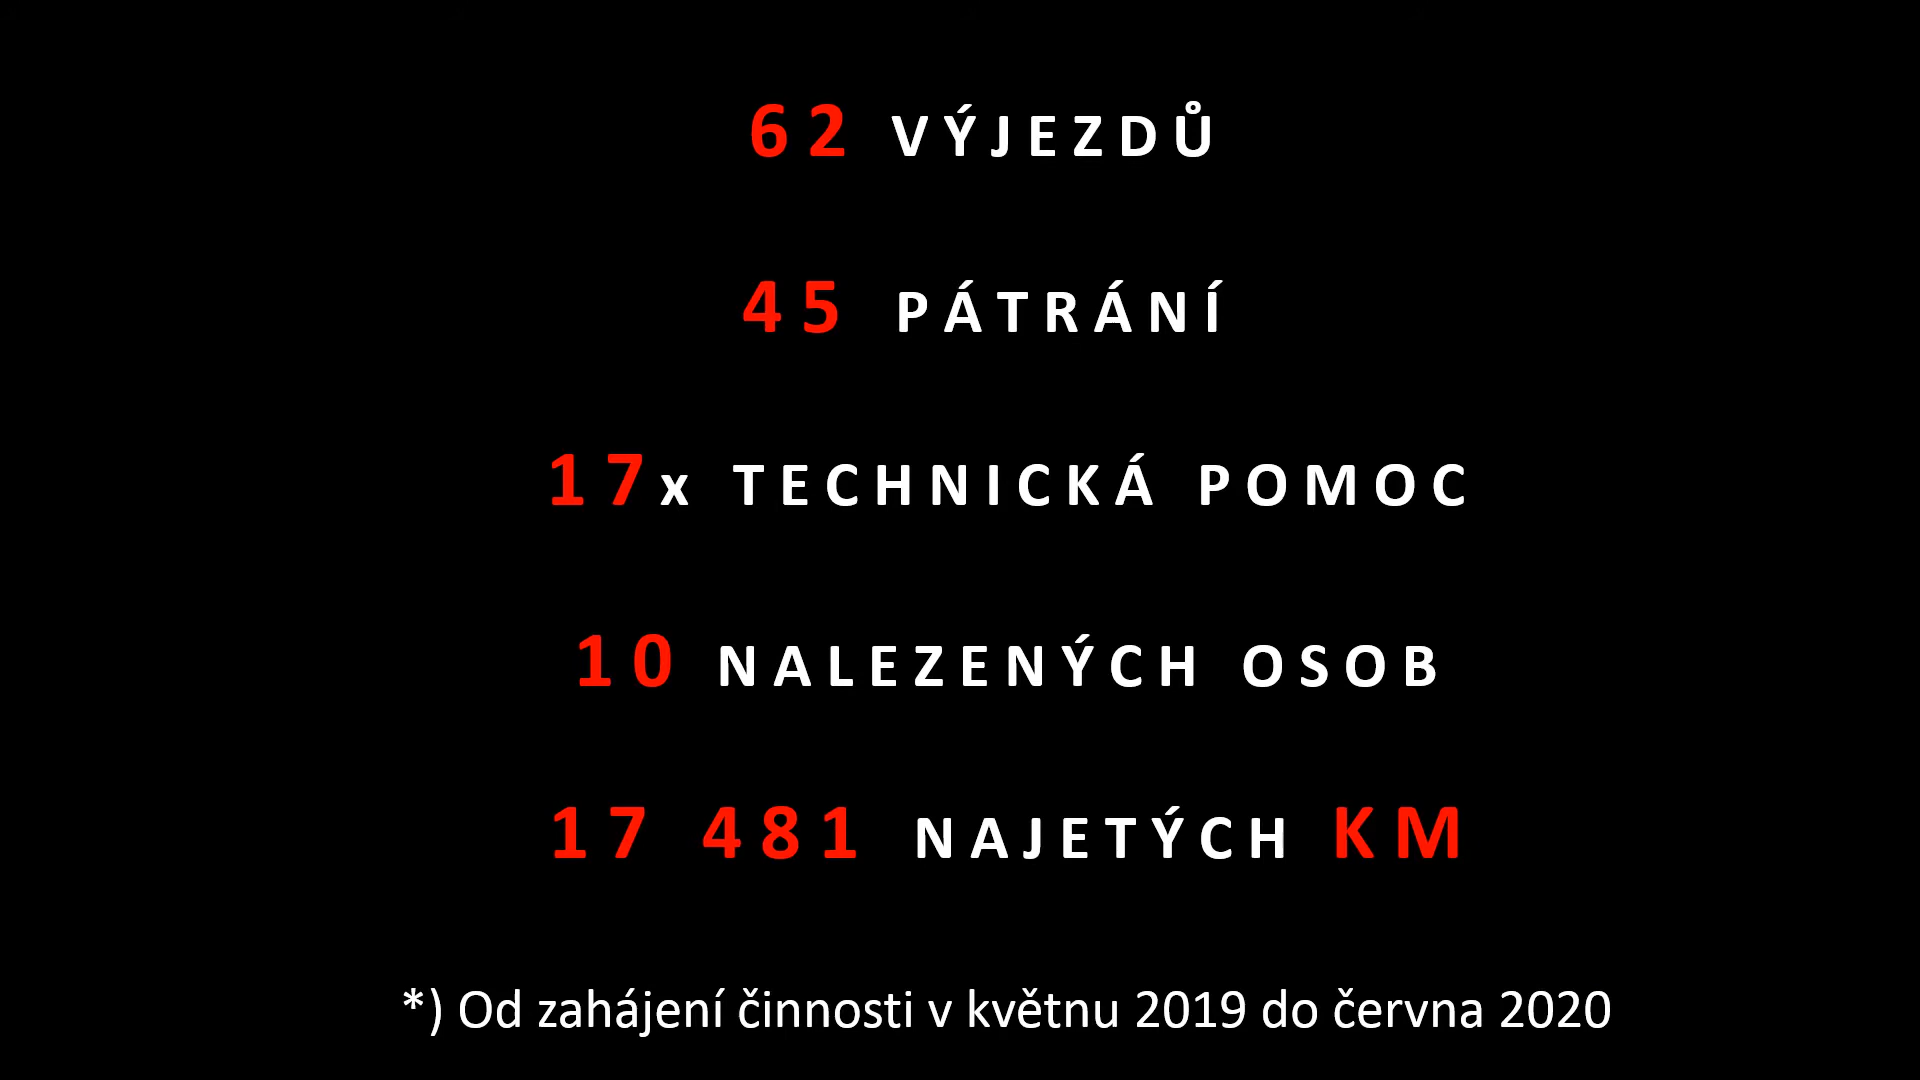 62 VÝJEZDŮ
45 PÁTRÁNÍ
17x TECHNICKÁ POMOC
10 NALEZENÝCH OSOB
17 481 NAJETÝCH KM
*) Od zahájení činnosti v květnu 2019 do června 2020